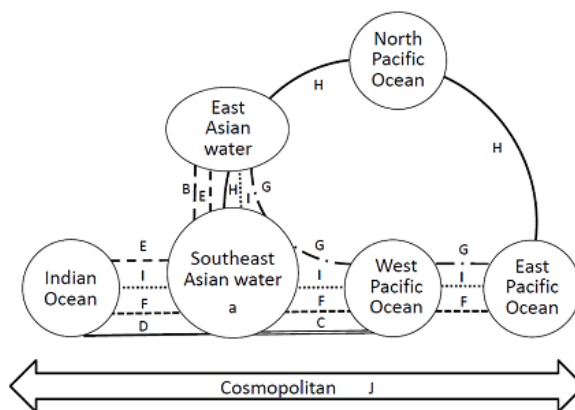 North
Pacific
Ocean
H
H
East
Asian
water
B
E
H
I
G
E
I
F
D
Indian
Ocean
Southeast
Asian water
a
G
I
F
C
West
Pacific
Ocean
G
I
F
East
Pacific
Ocean
Cosmopolitan J